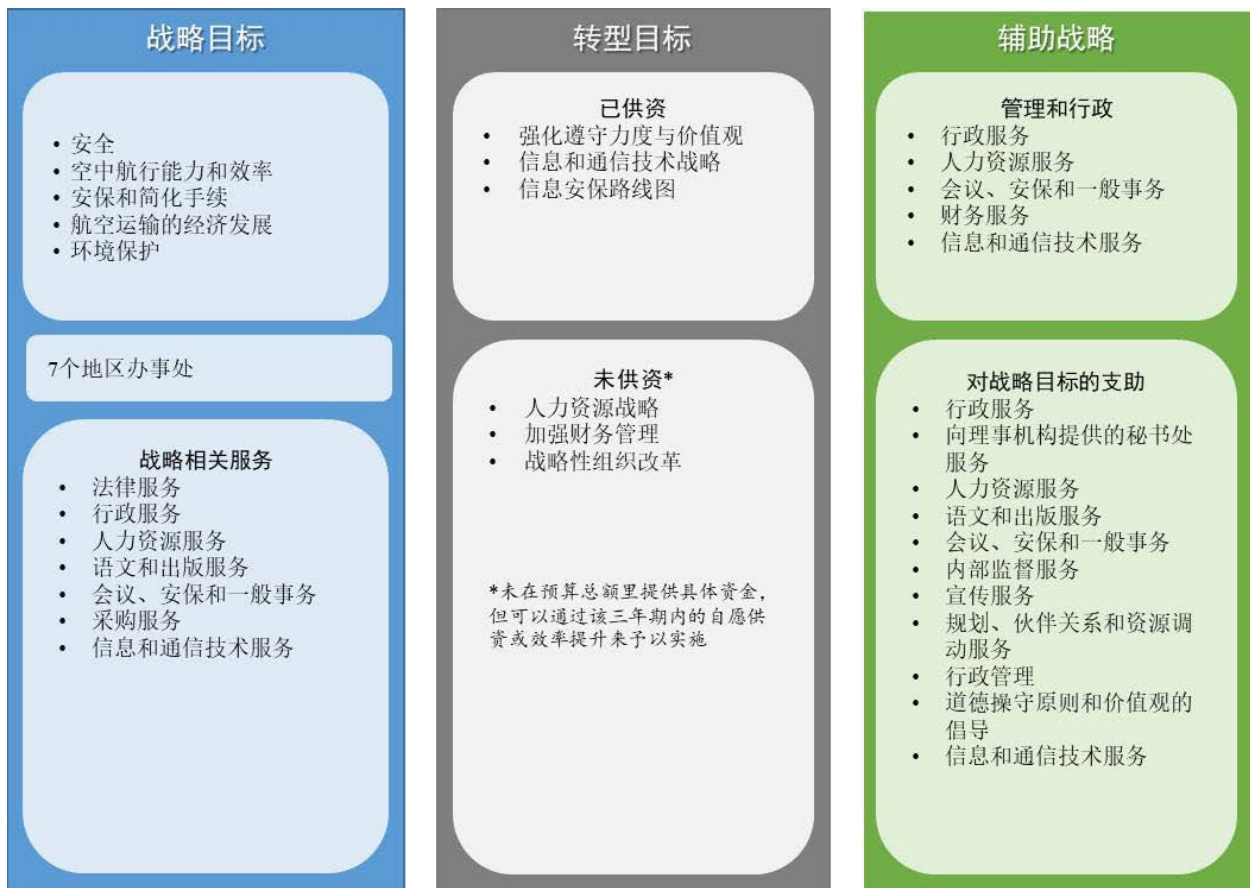 战略目标
• 安全
• 空中航行能力和效率
• 安保和简化手续
• 航空运输的经济发展
• 环境保护
7个地区办事处
战略相关服务
• 法律服务
• 行政服务
• 人力资源服务
• 语文和出版服务
• 会议、安保和一般事务
• 采购服务
• 信息和通信技术服务
转型目标
已供资
• 强化遵守力度与价值观
• 信息和通信技术战略
• 信息安保路线图
未供资*
• 人力资源战略
• 加强财务管理
• 战略性组织改革
*未在预算总额里提供具体资金，
但可以通过该三年期内的自愿供
资或效率提升来予以实施
辅助战略
管理和行政
• 行政服务
• 人力资源服务
• 会议、安保和一般事务
• 财务服务
• 信息和通信技术服务
对战略目标的支助
• 行政服务
• 向理事机构提供的秘书处
服务
• 人力资源服务
• 语文和出版服务
• 会议、安保和一般事务
• 内部监督服务
• 宣传服务
• 规划、伙伴关系和资源调
动服务
• 行政管理
• 道德操守原则和价值观的
倡导
• 信息和通信技术服务